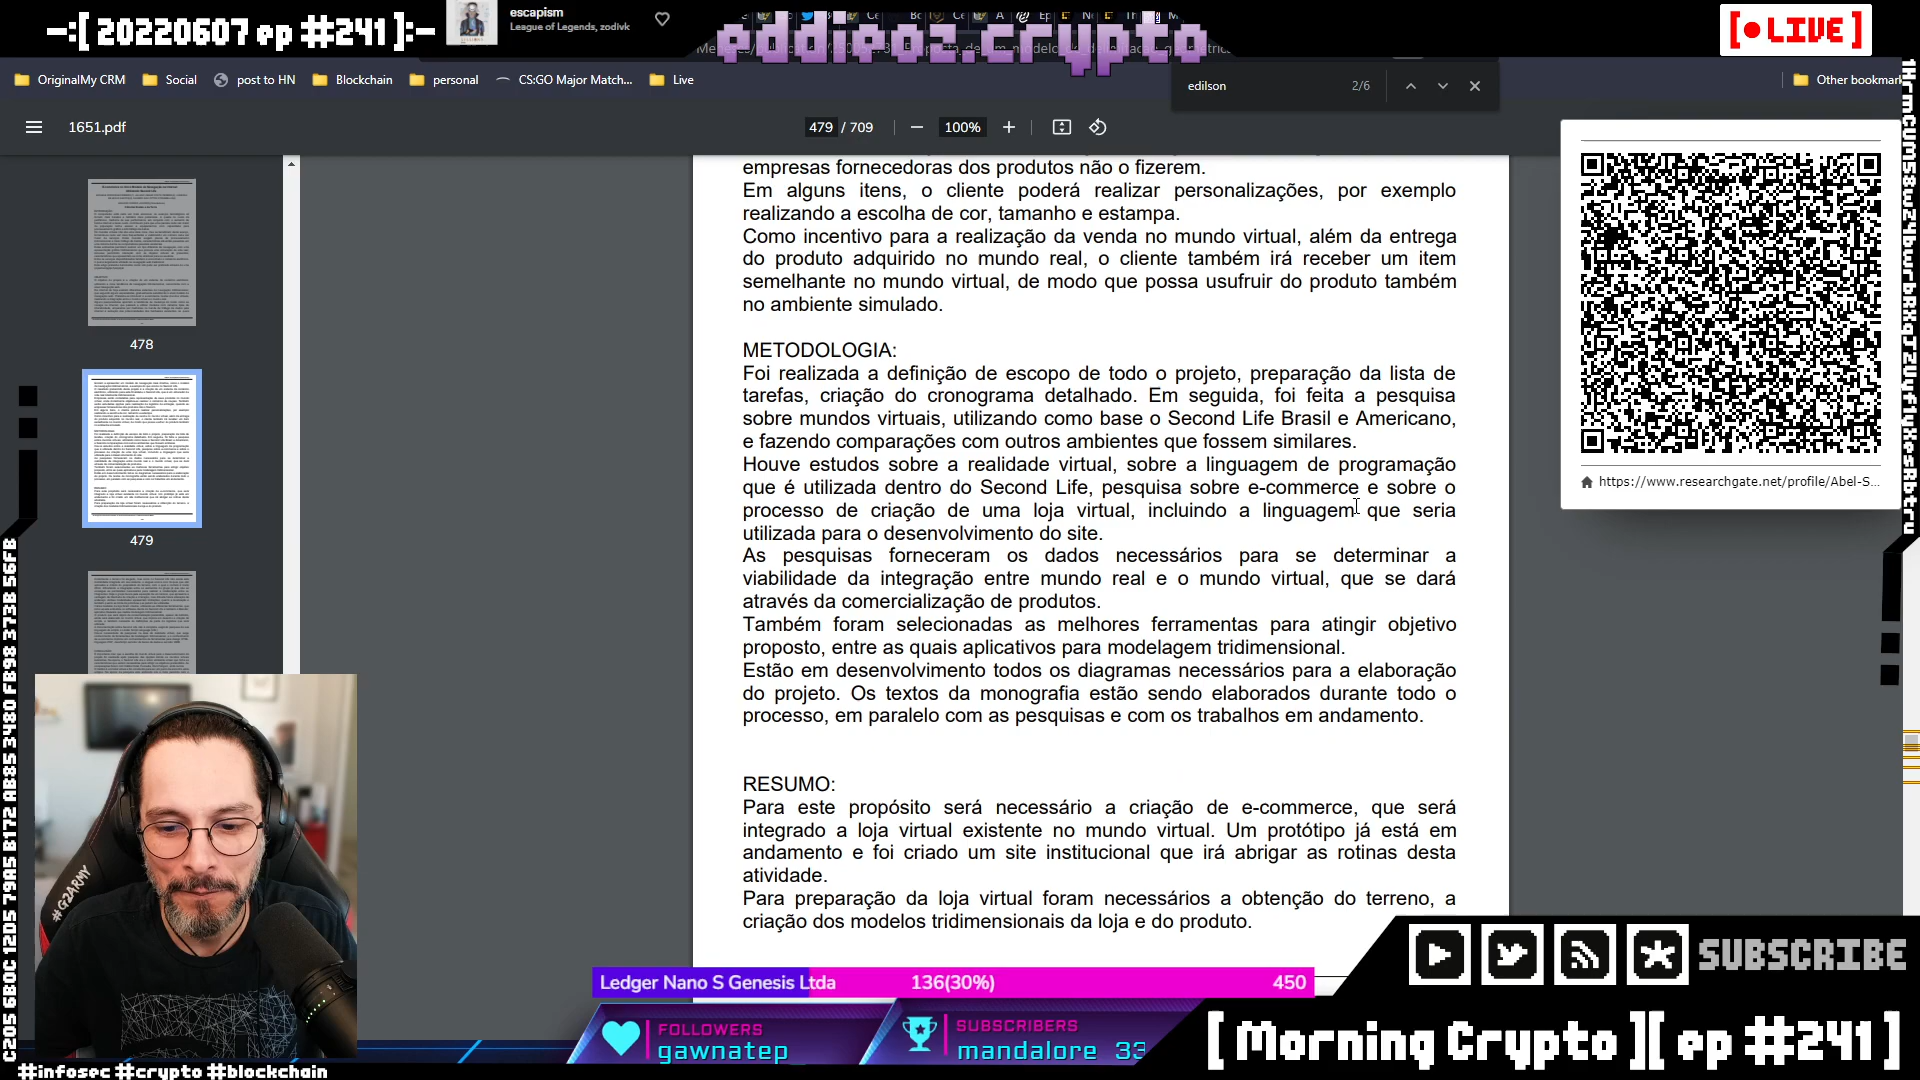 -:[ 20220607 ep #241 ]:-
escapism
League of Legends, zodivk
eddieoz.crypto
[ LIVE ]
OriginalMy CRM
Social
post to HN
Blockchain
personal
CS:GO Major Match...
Live
edilson
2/6
Other bookmark
1651.pdf
479 / 709
100%
478
479
empresas fornecedoras dos produtos não o fizerem.
Em alguns itens, o cliente poderá realizar personalizações, por exemplo
realizando a escolha de cor, tamanho e estampa.
Como incentivo para a realização da venda no mundo virtual, além da entrega
do produto adquirido no mundo real, o cliente também irá receber um item
semelhante no mundo virtual, de modo que possa usufruir do produto também
no ambiente simulado.
METODOLOGIA:
Foi realizada a definição de escopo de todo o projeto, preparação da lista de
tarefas, criação do cronograma detalhado. Em seguida, foi feita a pesquisa
sobre mundos virtuais, utilizando como base o Second Life Brasil e Americano,
e fazendo comparações com outros ambientes que fossem similares.
Houve estudos sobre a realidade virtual, sobre a linguagem de programação
que é utilizada dentro do Second Life, pesquisa sobre e-commerce e sobre o
processo de criação de uma loja virtual, incluindo a linguagem que seria
utilizada para o desenvolvimento do site.
As pesquisas forneceram os dados necessários para se determinar a
viabilidade da integração entre mundo real e o mundo virtual, que se dará
através da comercialização de produtos.
Também foram selecionadas as melhores ferramentas para atingir objetivo
proposto, entre as quais aplicativos para modelagem tridimensional.
Estão em desenvolvimento todos os diagramas necessários para a elaboração
do projeto. Os textos da monografia estão sendo elaborados durante todo o
processo, em paralelo com as pesquisas e com os trabalhos em andamento.
RESUMO:
Para este propósito será necessário a criação de e-commerce, que será
integrado a loja virtual existente no mundo virtual. Um protótipo já está em
andamento e foi criado um site institucional que irá abrigar as rotinas desta
atividade.
Para preparação da loja virtual foram necessários a obtenção do terreno, a
criação dos modelos tridimensionais da loja e do produto.
https://www.researchgate.net/profile/Abel-S...
#G2ARMY
C205 6B0C 120S 79A5 B172 AB85 3480 FB98 373B 56FB
Ledger Nano S Genesis Ltda
136(30%)
450
FOLLOWERS
gawnatep
SUBSCRIBERS
mandalore 33
SUBSCRIBE
[ Morning Crypto ][ ep #241 ]
#infosec #crypto #blockchain